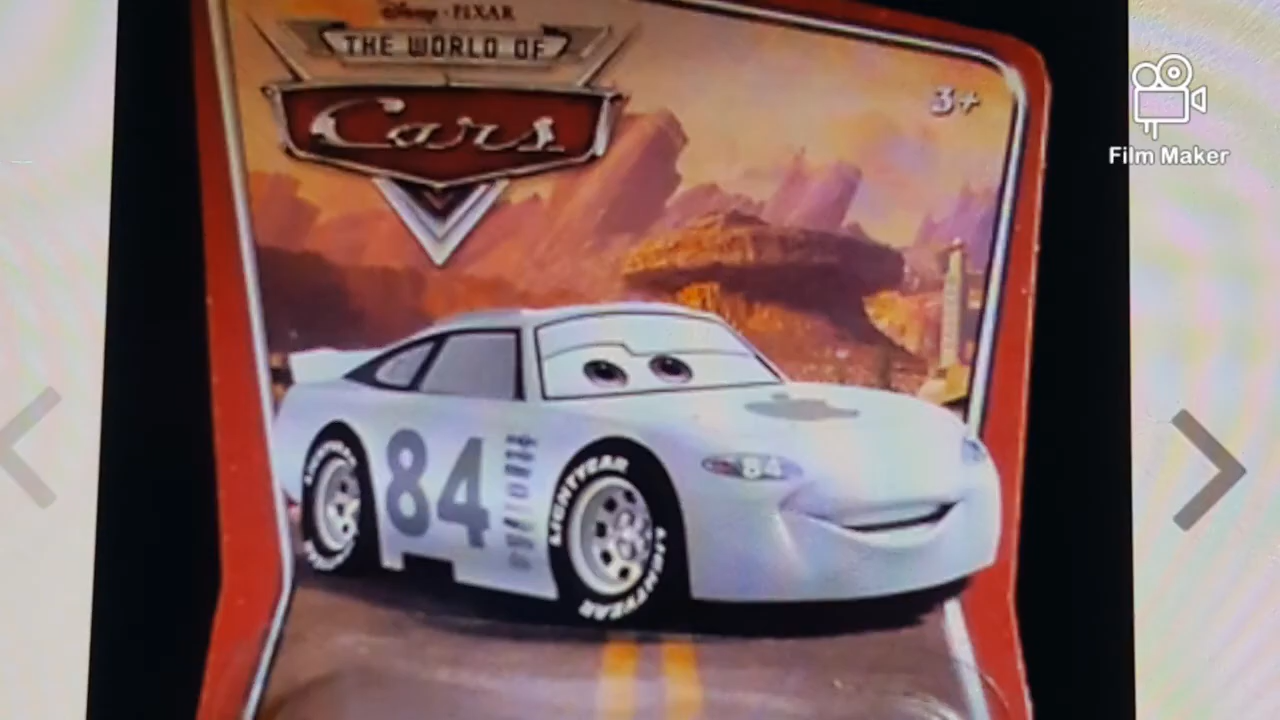 Disney · PIXAR
THE WORLD OF
Cars
3+
Film Maker
84
84
LIGHTYEAR
LIGHTYEAR